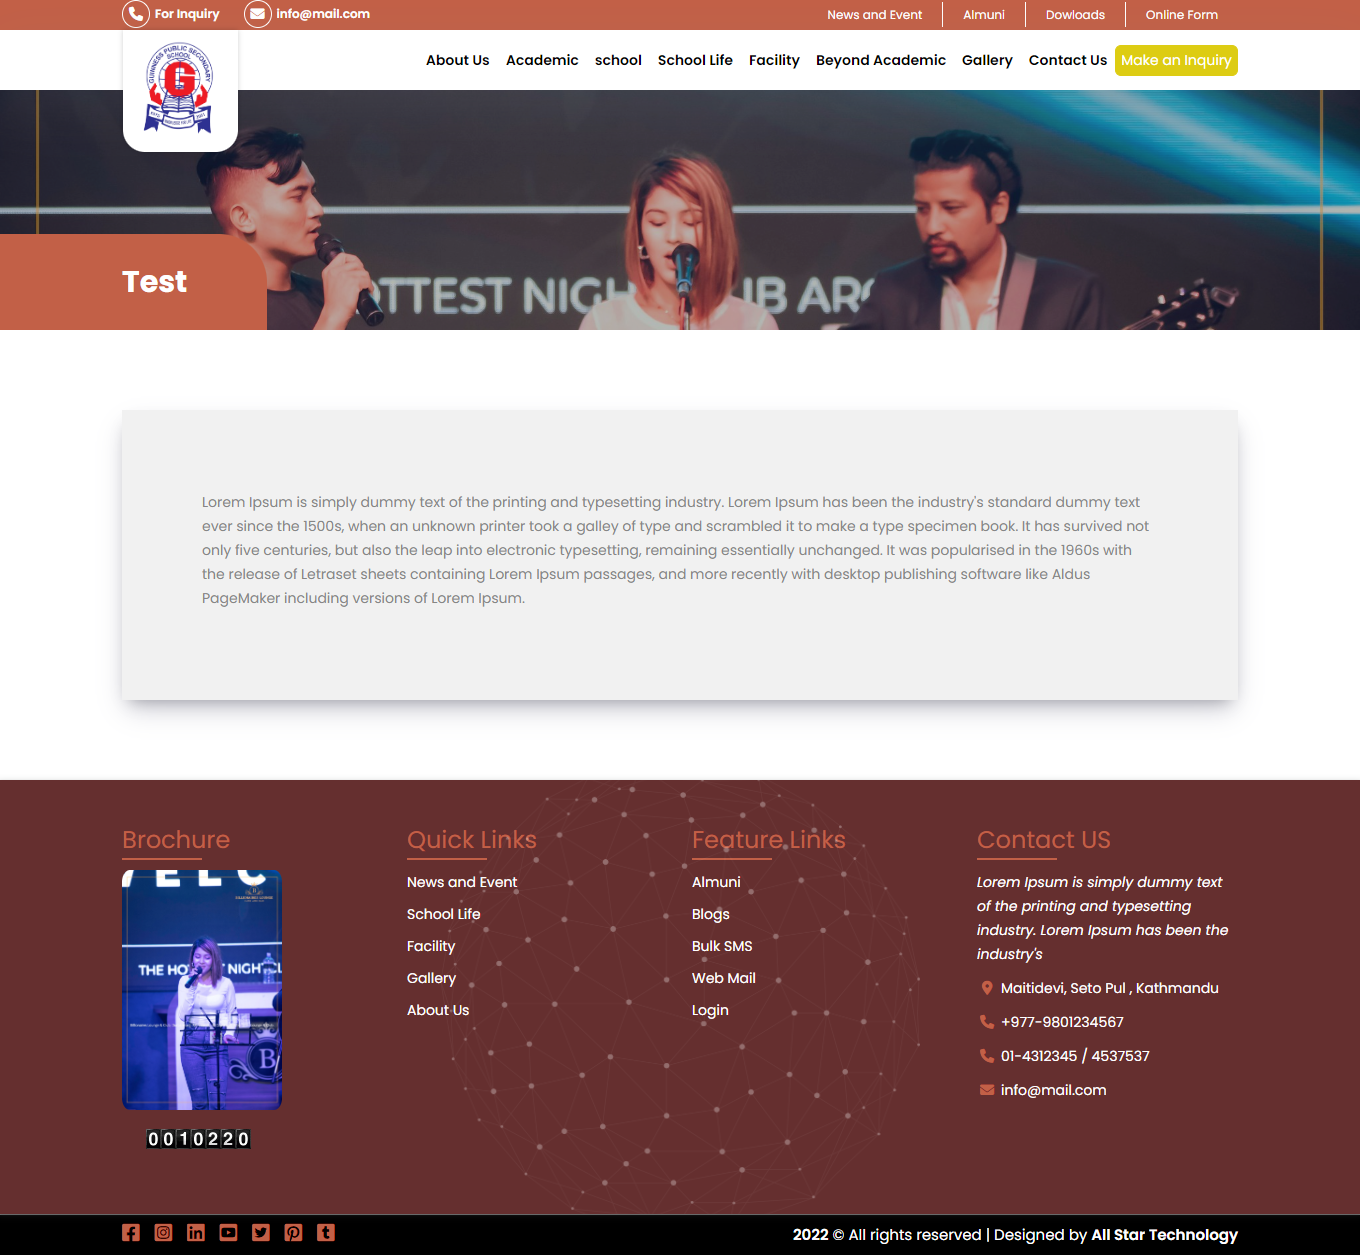 For Inquiry
info@mail.com
News and Event
Almuni
Dowloads
Online Form
GUINNESS PUBLIC SECONDARY
SCHOOL
G
About Us
Academic
school
School Life
Facility
Beyond Academic
Gallery
Contact Us
Make an Inquiry
Test
Lorem Ipsum is simply dummy text of the printing and typesetting industry. Lorem Ipsum has been the industry's standard dummy text
ever since the 1500s, when an unknown printer took a galley of type and scrambled it to make a type specimen book. It has survived not
only five centuries, but also the leap into electronic typesetting, remaining essentially unchanged. It was popularised in the 1960s with
the release of Letraset sheets containing Lorem Ipsum passages, and more recently with desktop publishing software like Aldus
PageMaker including versions of Lorem Ipsum.
Brochure
THE NIGH
0010220
Quick Links
News and Event
School Life
Facility
Gallery
About Us
Feature Links
Almuni
Blogs
Bulk SMS
Web Mail
Login
Contact US
Lorem Ipsum is simply dummy text
of the printing and typesetting
industry. Lorem Ipsum has been the
industry's
Maitidevi, Seto Pul , Kathmandu
+977-9801234567
01-4312345 / 4537537
info@mail.com
2022 © All rights reserved | Designed by All Star Technology